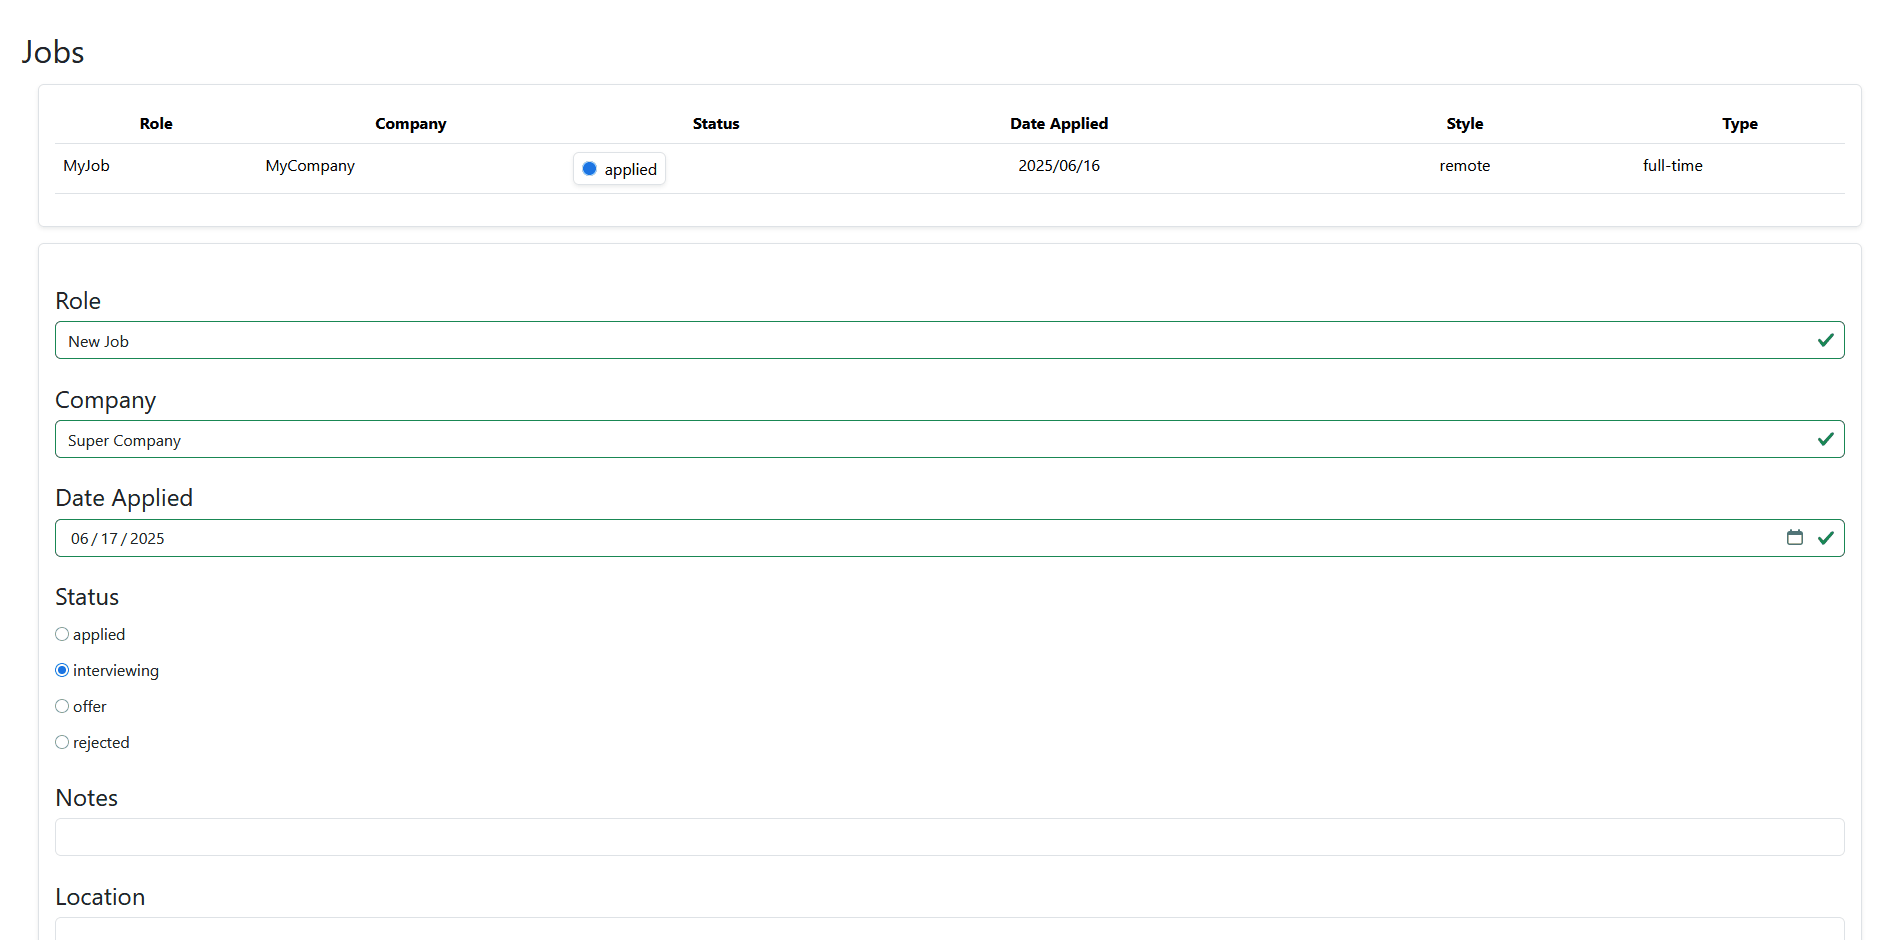 Jobs
Role Company Status Date Applied Style Type
MyJob MyCompany applied 2025/06/16 remote full-time
Role
New Job
Company
Super Company
Date Applied
06/17/2025
Status
applied
interviewing
offer
rejected
Notes
Location